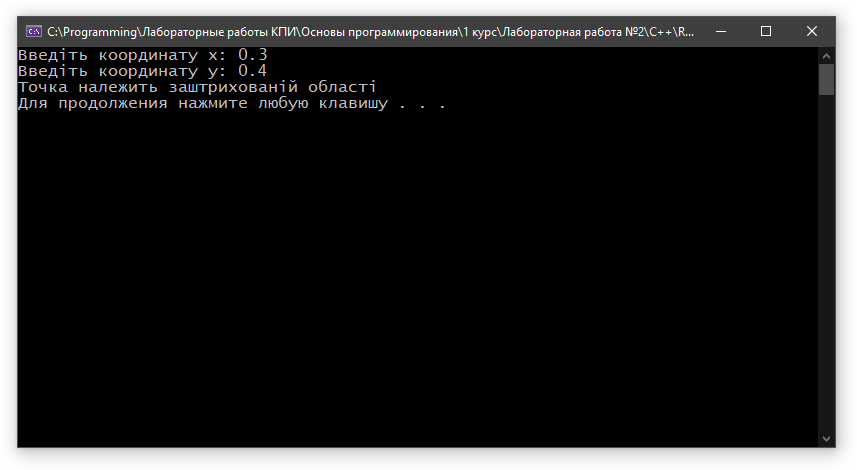 C:\Programming\Лабораторные работы КПИ\Основы программирования\1 курс\Лабораторная работа №2\C++\R...
Введіть координату x: 0.3
Введіть координату y: 0.4
Точка належить заштрихованій області
Для продолжения нажмите любую клавишу . . .